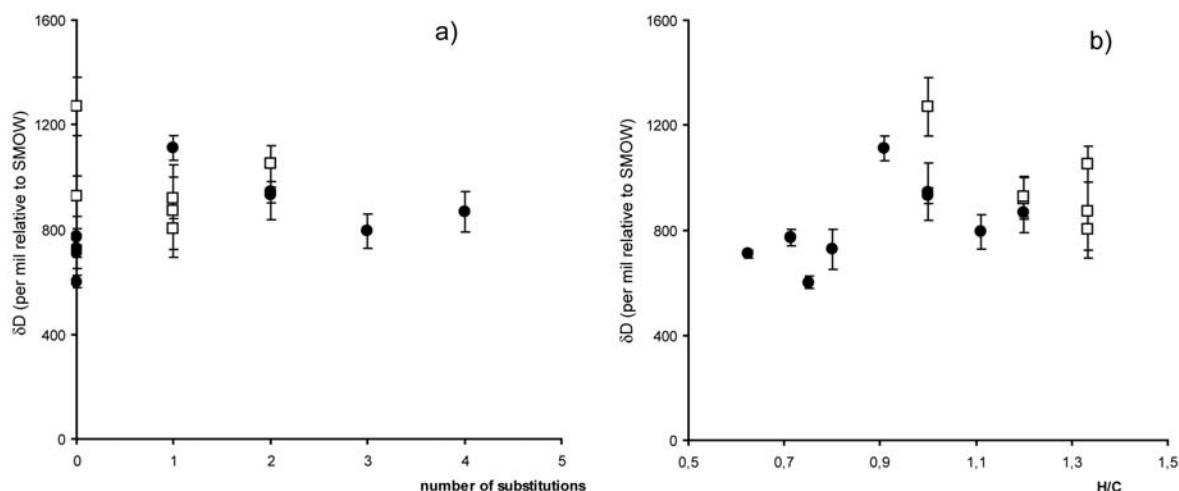 a)
1600
1200
800
400
0
δD (per mil relative to SMOW)
0 1 2 3 4 5
number of substitutions
b)
1600
1200
800
400
0
δD (per mil relative to SMOW)
0,5 0,7 0,9 1,1 1,3 1,5
H/C